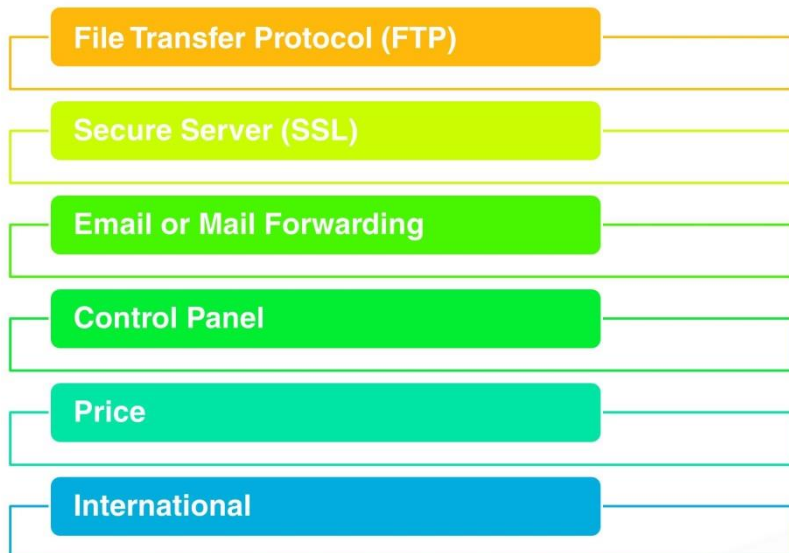 File Transfer Protocol (FTP)
Secure Server (SSL)
Email or Mail Forwarding
Control Panel
Price
International